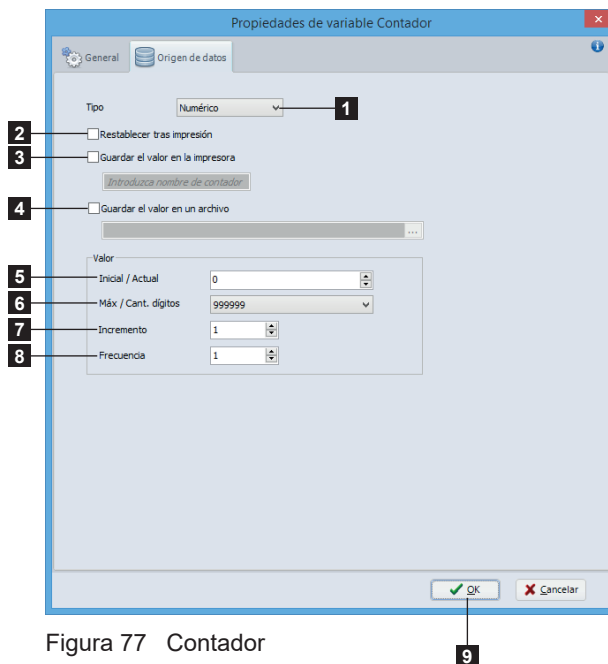 Propiedades de variable Contador
General
Origen de datos
Tipo
Numérico
1
2
Restablecer tras impresión
3
Guardar el valor en la impresora
Introduzca nombre de contador
4
Guardar el valor en un archivo
...
Valor
5
Inicial / Actual
0
6
Máx / Cant. dígitos
999999
7
Incremento
1
8
Frecuencia
1
OK
Cancelar
Figura 77 Contador
9